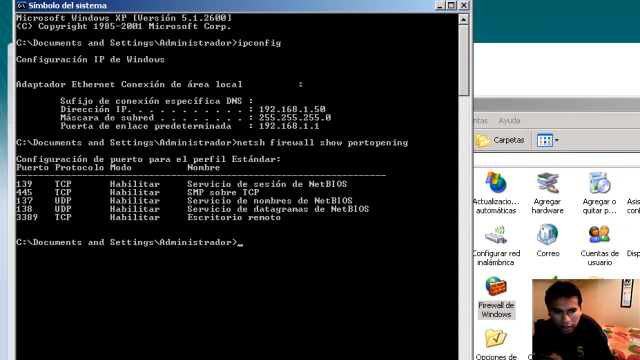 Símbolo del sistema
Microsoft Windows XP [Versión 5.1.2600]
(C) Copyright 1985-2001 Microsoft Corp.
C:\Documents and Settings\Administrador>ipconfig
Configuración IP de Windows
Adaptador Ethernet Conexión de área local :
Sufijo de conexión específica DNS :
Dirección IP. . . . . . . . . . . : 192.168.1.50
Máscara de subred . . . . . . . . : 255.255.255.0
Puerta de enlace predeterminada : 192.168.1.1
C:\Documents and Settings\Administrador>netsh firewall show portopening
Configuración de puerto para el perfil Estándar:
Puerto Protocolo Modo Nombre
139 TCP Habilitar Servicio de sesión de NetBIOS
445 TCP Habilitar SMP sobre TCP
137 UDP Habilitar Servicio de nombres de NetBIOS
138 UDP Habilitar Servicio de datagramas de NetBIOS
3389 TCP Habilitar Escritorio remoto
C:\Documents and Settings\Administrador>_
Ayuda
Carpetas
Actualizacio... automáticas
Agregar hardware
Agregar o quitar p...
Configurar red inalámbrica
Correo
Cuentas de usuario
Firewall de Windows
Opciones